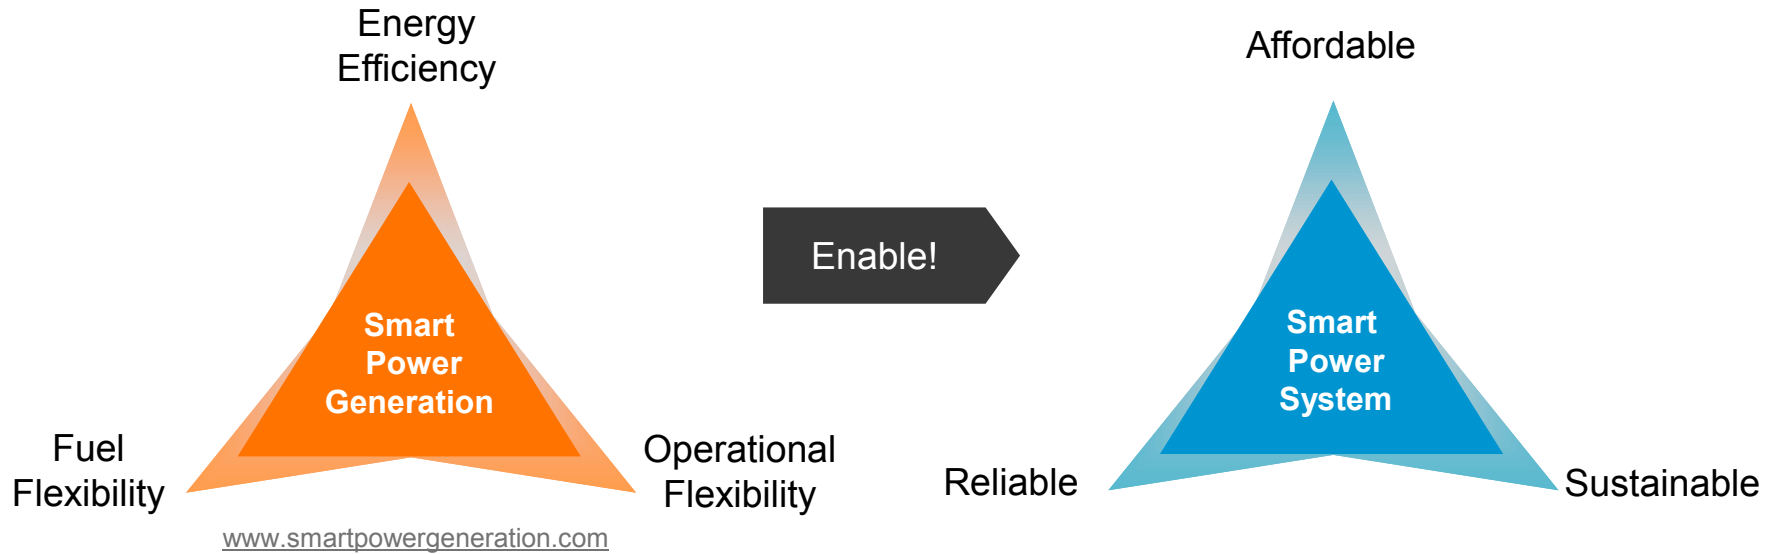 Energy
Efficiency
Smart
Power
Generation
Fuel
Flexibility
Operational
Flexibility
www.smartpowergeneration.com
Enable!
Affordable
Smart
Power
System
Reliable
Sustainable